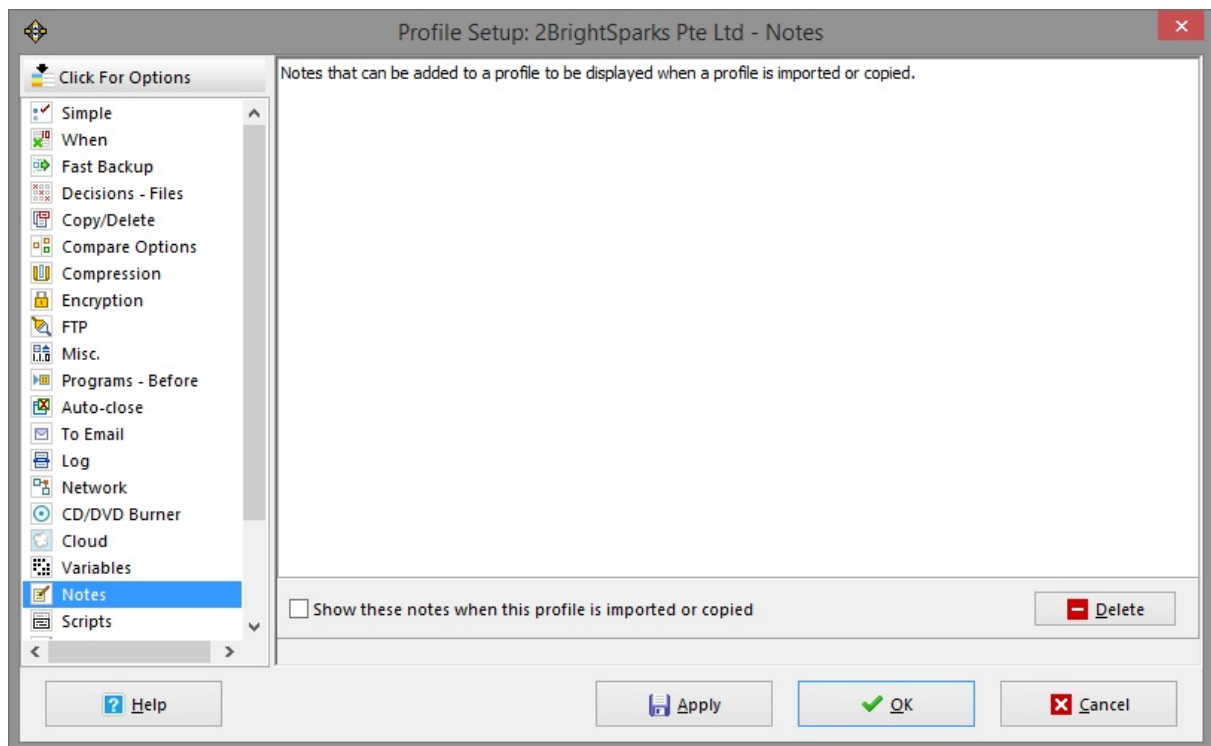 Profile Setup: 2BrightSparks Pte Ltd - Notes
Click For Options
Simple
When
Fast Backup
Decisions - Files
Copy/Delete
Compare Options
Compression
Encryption
FTP
Misc.
Programs - Before
Auto-close
To Email
Log
Network
CD/DVD Burner
Cloud
Variables
Notes
Scripts
Notes that can be added to a profile to be displayed when a profile is imported or copied.
Show these notes when this profile is imported or copied
Delete
Help
Apply
OK
Cancel